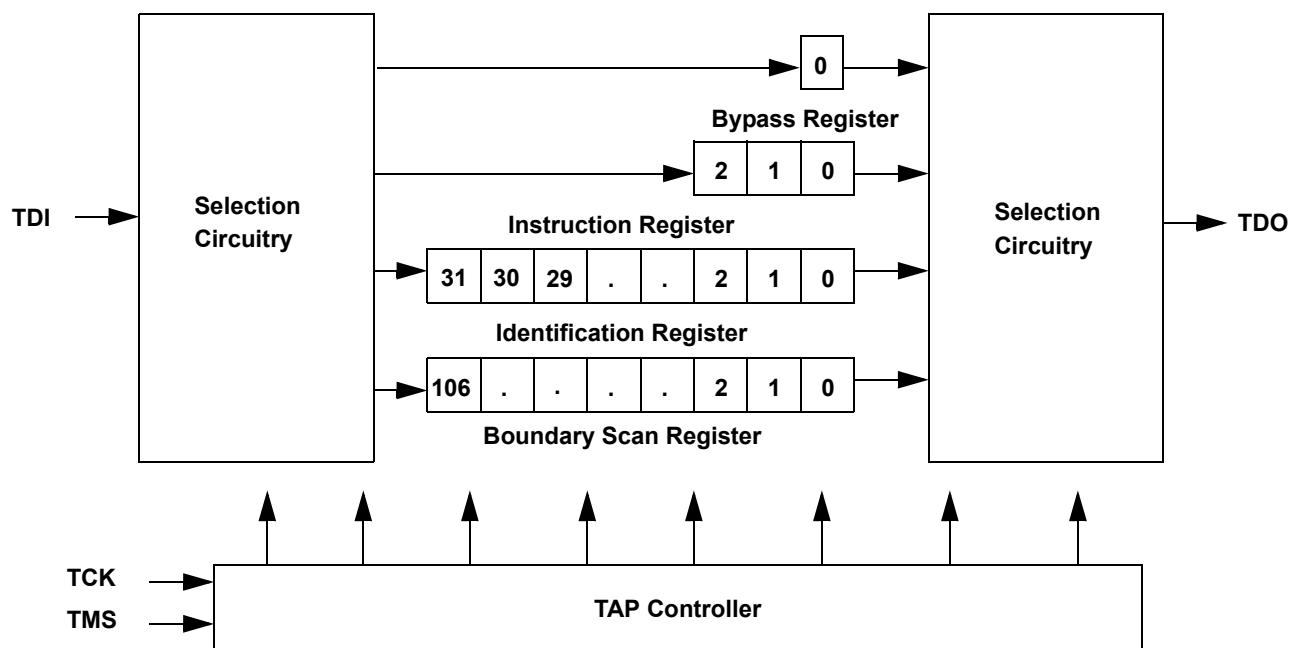 0
Bypass Register
2 1 0
TDI
Selection
Circuitry
Selection
Circuitry
TDO
Instruction Register
31 30 29 . . 2 1 0
Identification Register
106 . . . . 2 1 0
Boundary Scan Register
TCK
TMS
TAP Controller